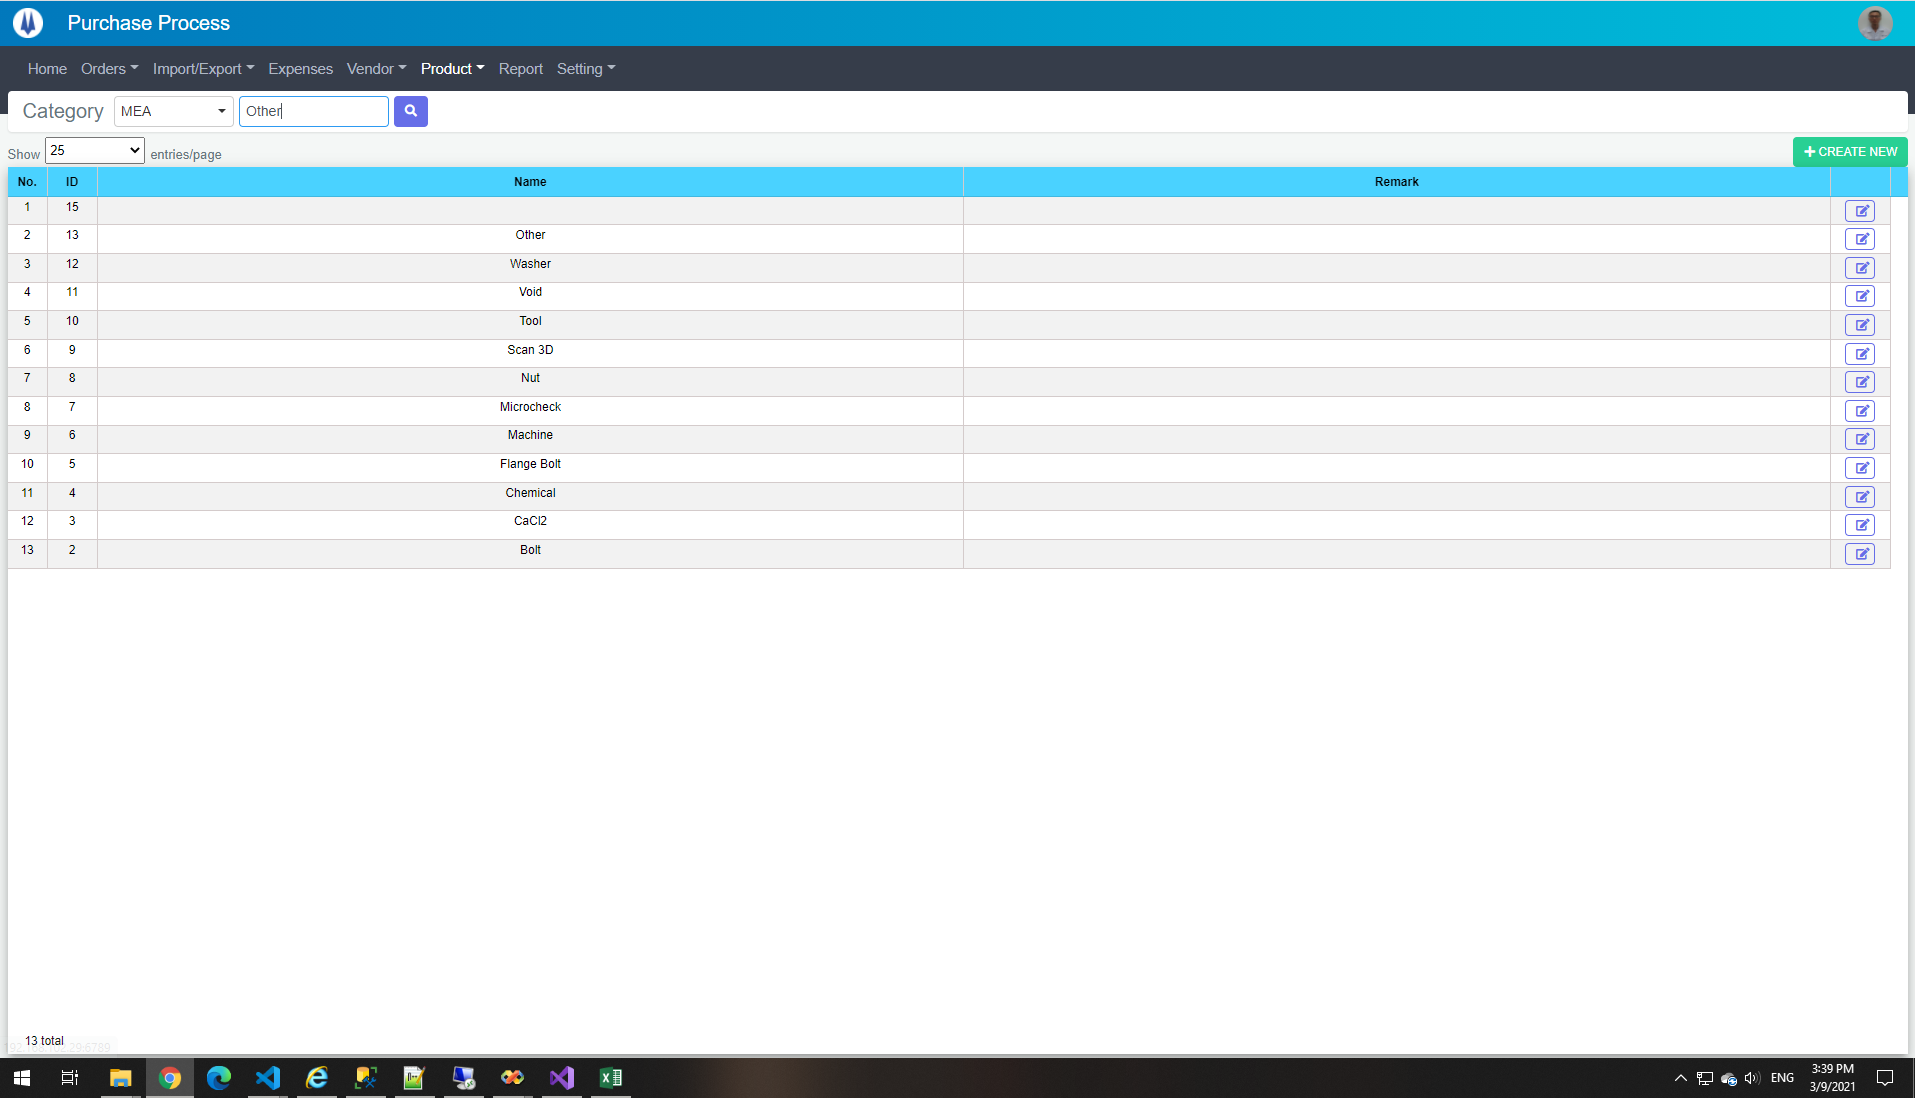 Purchase Process
Home Orders Import/Export Expenses Vendor Product Report Setting
Category MEA Other
Show 25 entries/page
CREATE NEW
No. ID Name Remark
1 15
2 13 Other
3 12 Washer
4 11 Void
5 10 Tool
6 9 Scan 3D
7 8 Nut
8 7 Microcheck
9 6 Machine
10 5 Flange Bolt
11 4 Chemical
12 3 CaCl2
13 2 Bolt
13 total
ENG
3:39 PM
3/9/2021